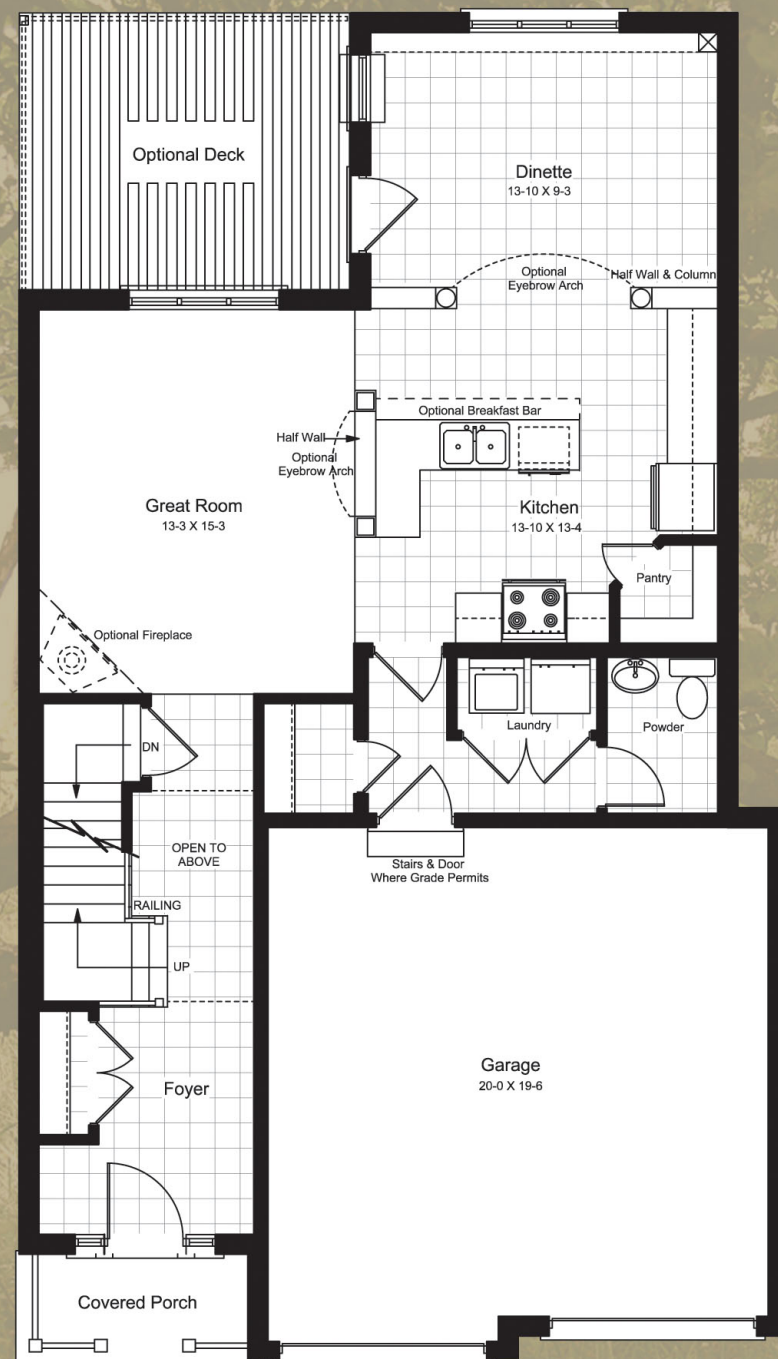 Optional Deck
Dinette
13-10 X 9-3
Optional
Eyebrow Arch
Half Wall & Column
Optional Breakfast Bar
Half Wall
Optional
Eyebrow Arch
Great Room
13-3 X 15-3
Kitchen
13-10 X 13-4
Pantry
Optional Fireplace
Laundry
Powder
DN
OPEN TO
ABOVE
Stairs & Door
Where Grade Permits
RAILING
UP
Garage
20-0 X 19-6
Foyer
Covered Porch